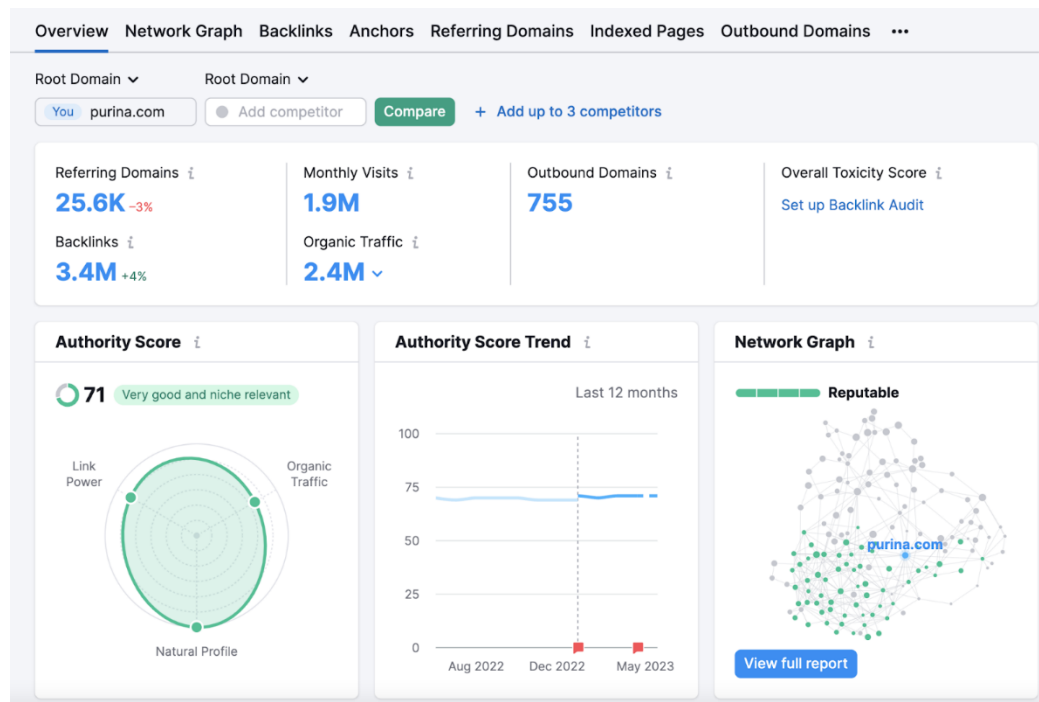 Overview Network Graph Backlinks Anchors Referring Domains Indexed Pages Outbound Domains •••
Root Domain Root Domain
You purina.com Add competitor Compare + Add up to 3 competitors
Referring Domains i Monthly Visits i Outbound Domains i Overall Toxicity Score i
25.6K -3% 1.9M 755 Set up Backlink Audit
Backlinks i Organic Traffic i
3.4M +4% 2.4M
Authority Score i
71 Very good and niche relevant
Link
Power
Organic
Traffic
Natural Profile
Authority Score Trend i
Last 12 months
100
75
50
25
0
Aug 2022 Dec 2022 May 2023
Network Graph i
Reputable
purina.com
View full report